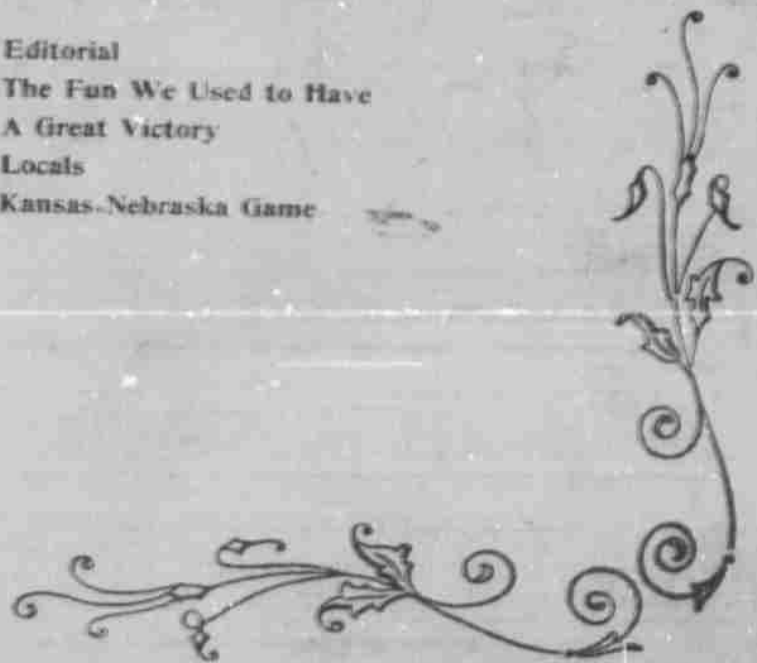 Editorial
The Fun We Used to Have
A Great Victory
Locals
Kansas-Nebraska Game